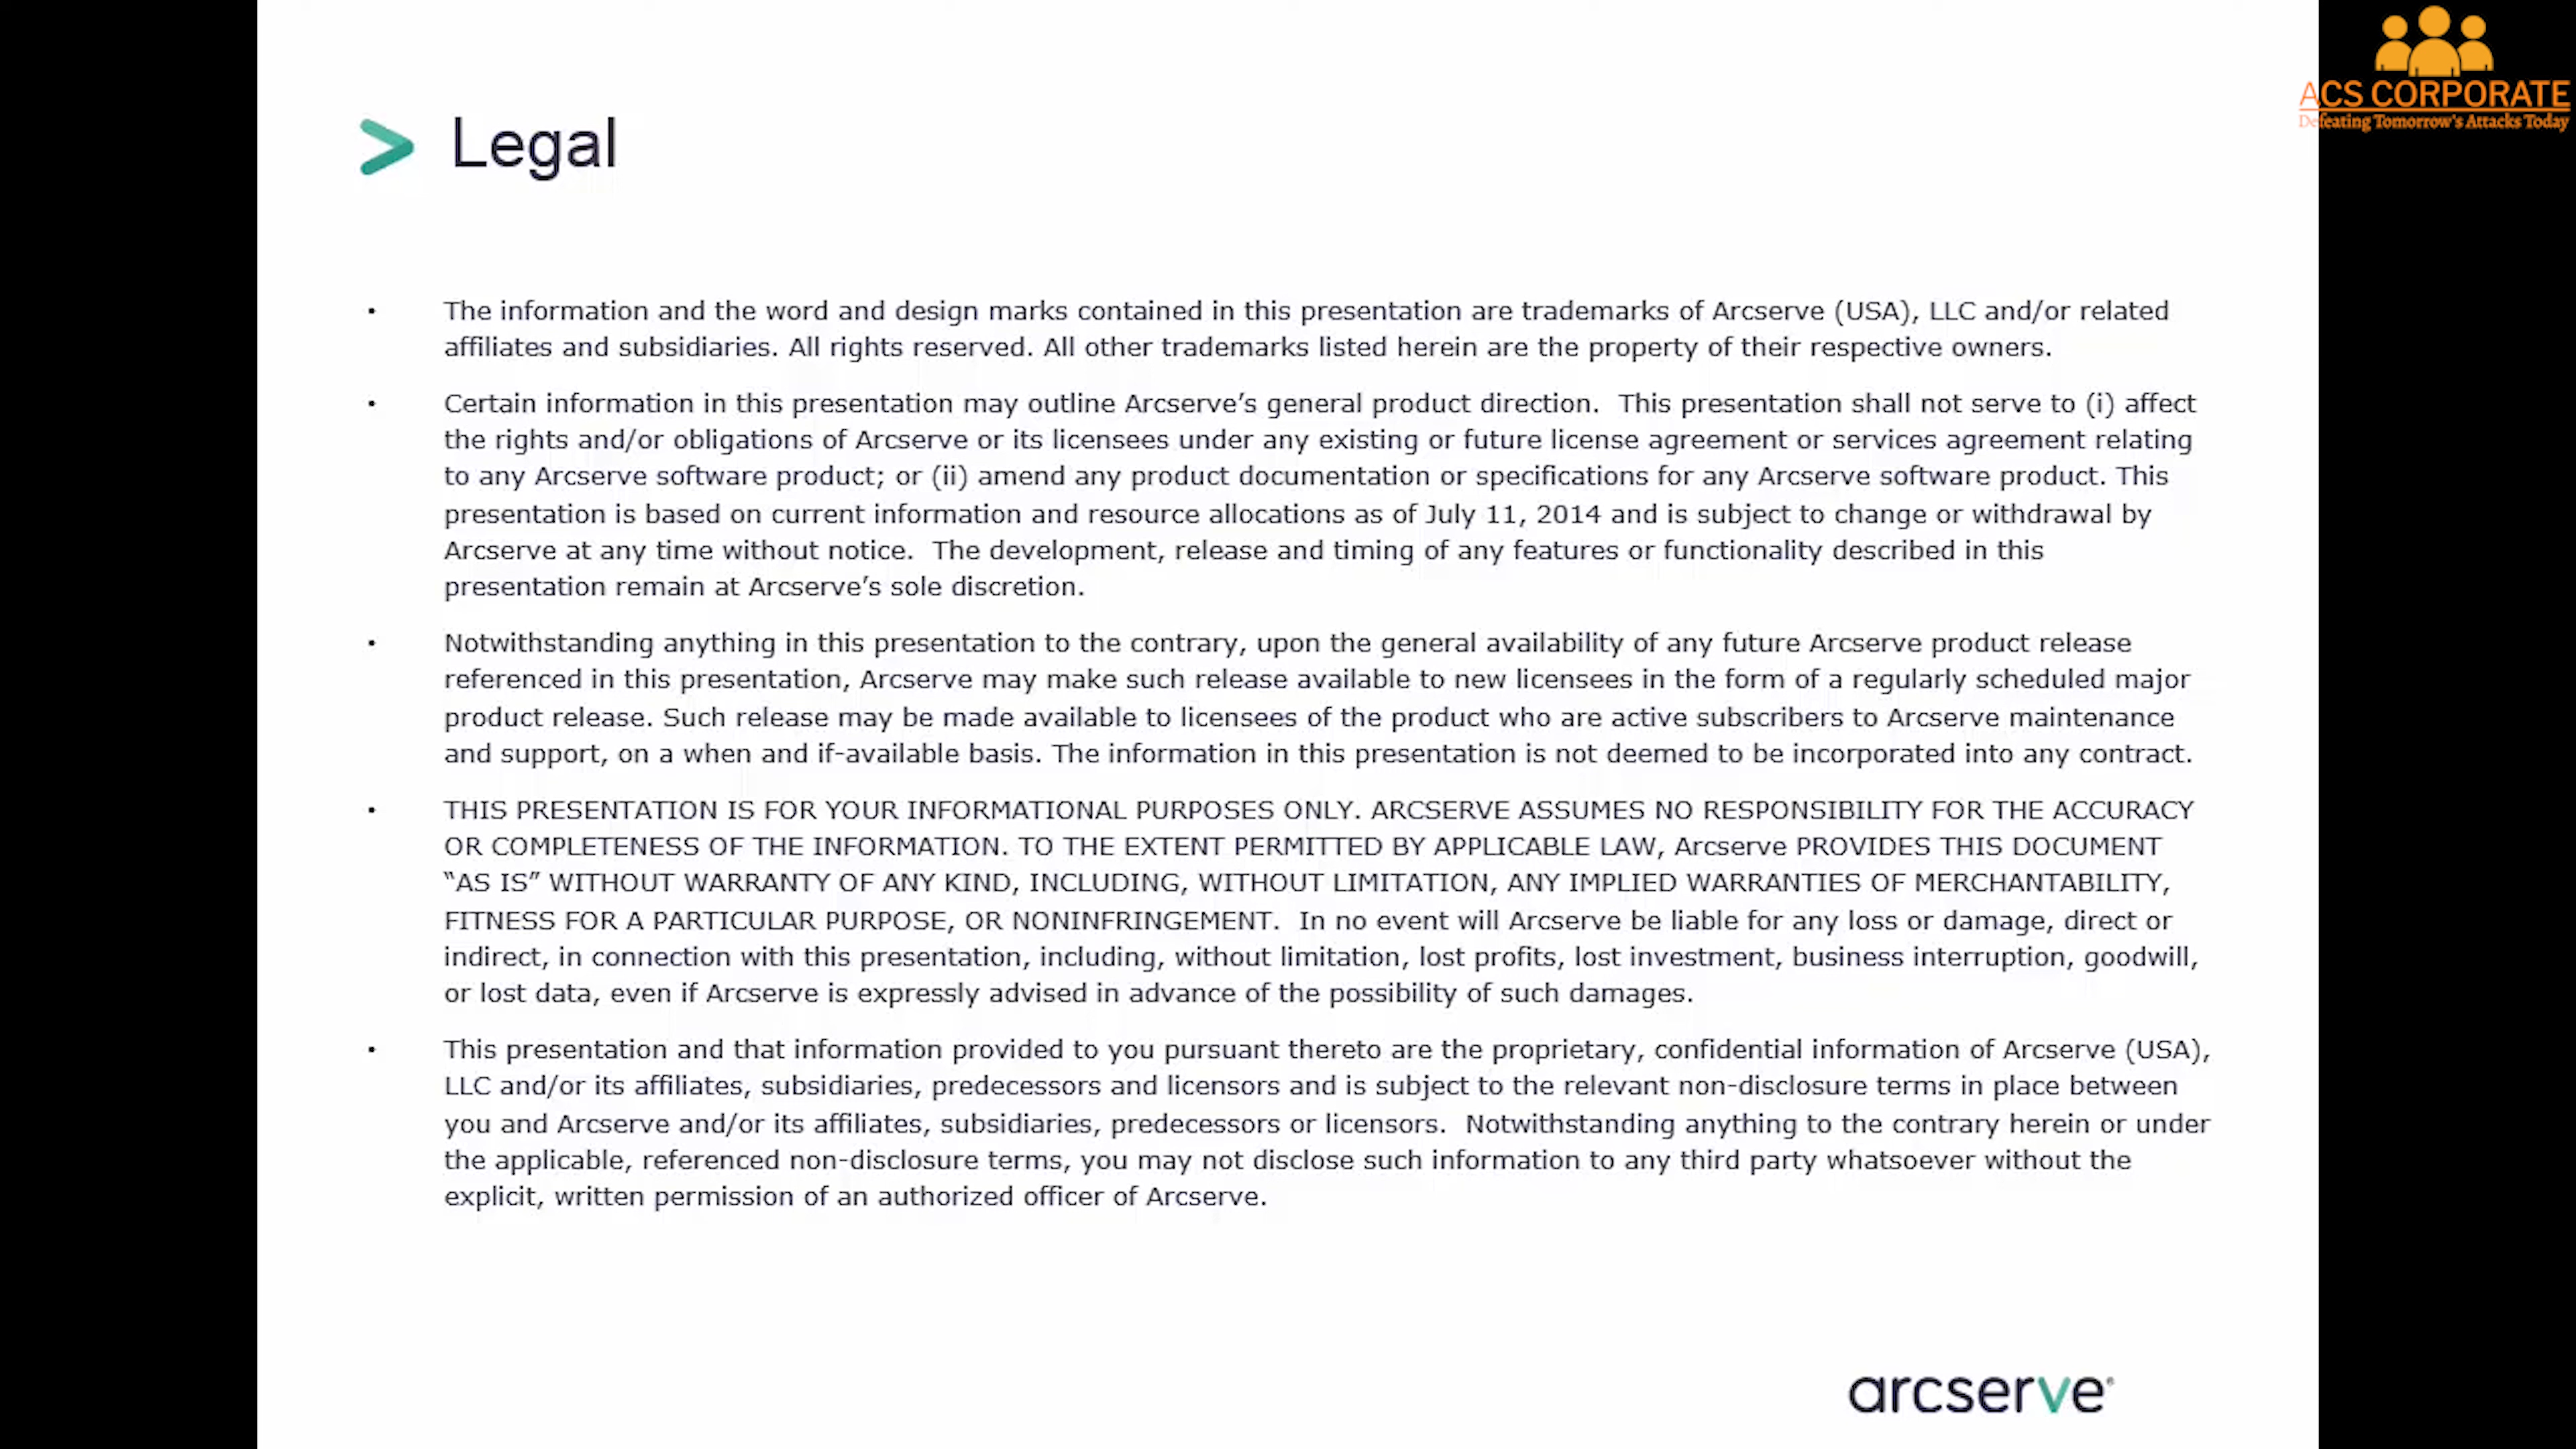 ACS CORPORATE
Defeating Tomorrow's Attacks Today
Legal
• The information and the word and design marks contained in this presentation are trademarks of Arcserve (USA), LLC and/or related
affiliates and subsidiaries. All rights reserved. All other trademarks listed herein are the property of their respective owners.
• Certain information in this presentation may outline Arcserve’s general product direction.  This presentation shall not serve to (i) affect
the rights and/or obligations of Arcserve or its licensees under any existing or future license agreement or services agreement relating
to any Arcserve software product; or (ii) amend any product documentation or specifications for any Arcserve software product. This
presentation is based on current information and resource allocations as of July 11, 2014 and is subject to change or withdrawal by
Arcserve at any time without notice.  The development, release and timing of any features or functionality described in this
presentation remain at Arcserve’s sole discretion.
• Notwithstanding anything in this presentation to the contrary, upon the general availability of any future Arcserve product release
referenced in this presentation, Arcserve may make such release available to new licensees in the form of a regularly scheduled major
product release. Such release may be made available to licensees of the product who are active subscribers to Arcserve maintenance
and support, on a when and if-available basis. The information in this presentation is not deemed to be incorporated into any contract.
• THIS PRESENTATION IS FOR YOUR INFORMATIONAL PURPOSES ONLY. ARCSERVE ASSUMES NO RESPONSIBILITY FOR THE ACCURACY
OR COMPLETENESS OF THE INFORMATION. TO THE EXTENT PERMITTED BY APPLICABLE LAW, Arcserve PROVIDES THIS DOCUMENT
“AS IS” WITHOUT WARRANTY OF ANY KIND, INCLUDING, WITHOUT LIMITATION, ANY IMPLIED WARRANTIES OF MERCHANTABILITY,
FITNESS FOR A PARTICULAR PURPOSE, OR NONINFRINGEMENT.  In no event will Arcserve be liable for any loss or damage, direct or
indirect, in connection with this presentation, including, without limitation, lost profits, lost investment, business interruption, goodwill,
or lost data, even if Arcserve is expressly advised in advance of the possibility of such damages.
• This presentation and that information provided to you pursuant thereto are the proprietary, confidential information of Arcserve (USA),
LLC and/or its affiliates, subsidiaries, predecessors and licensors and is subject to the relevant non-disclosure terms in place between
you and Arcserve and/or its affiliates, subsidiaries, predecessors or licensors.  Notwithstanding anything to the contrary herein or under
the applicable, referenced non-disclosure terms, you may not disclose such information to any third party whatsoever without the
explicit, written permission of an authorized officer of Arcserve.
arcserve®